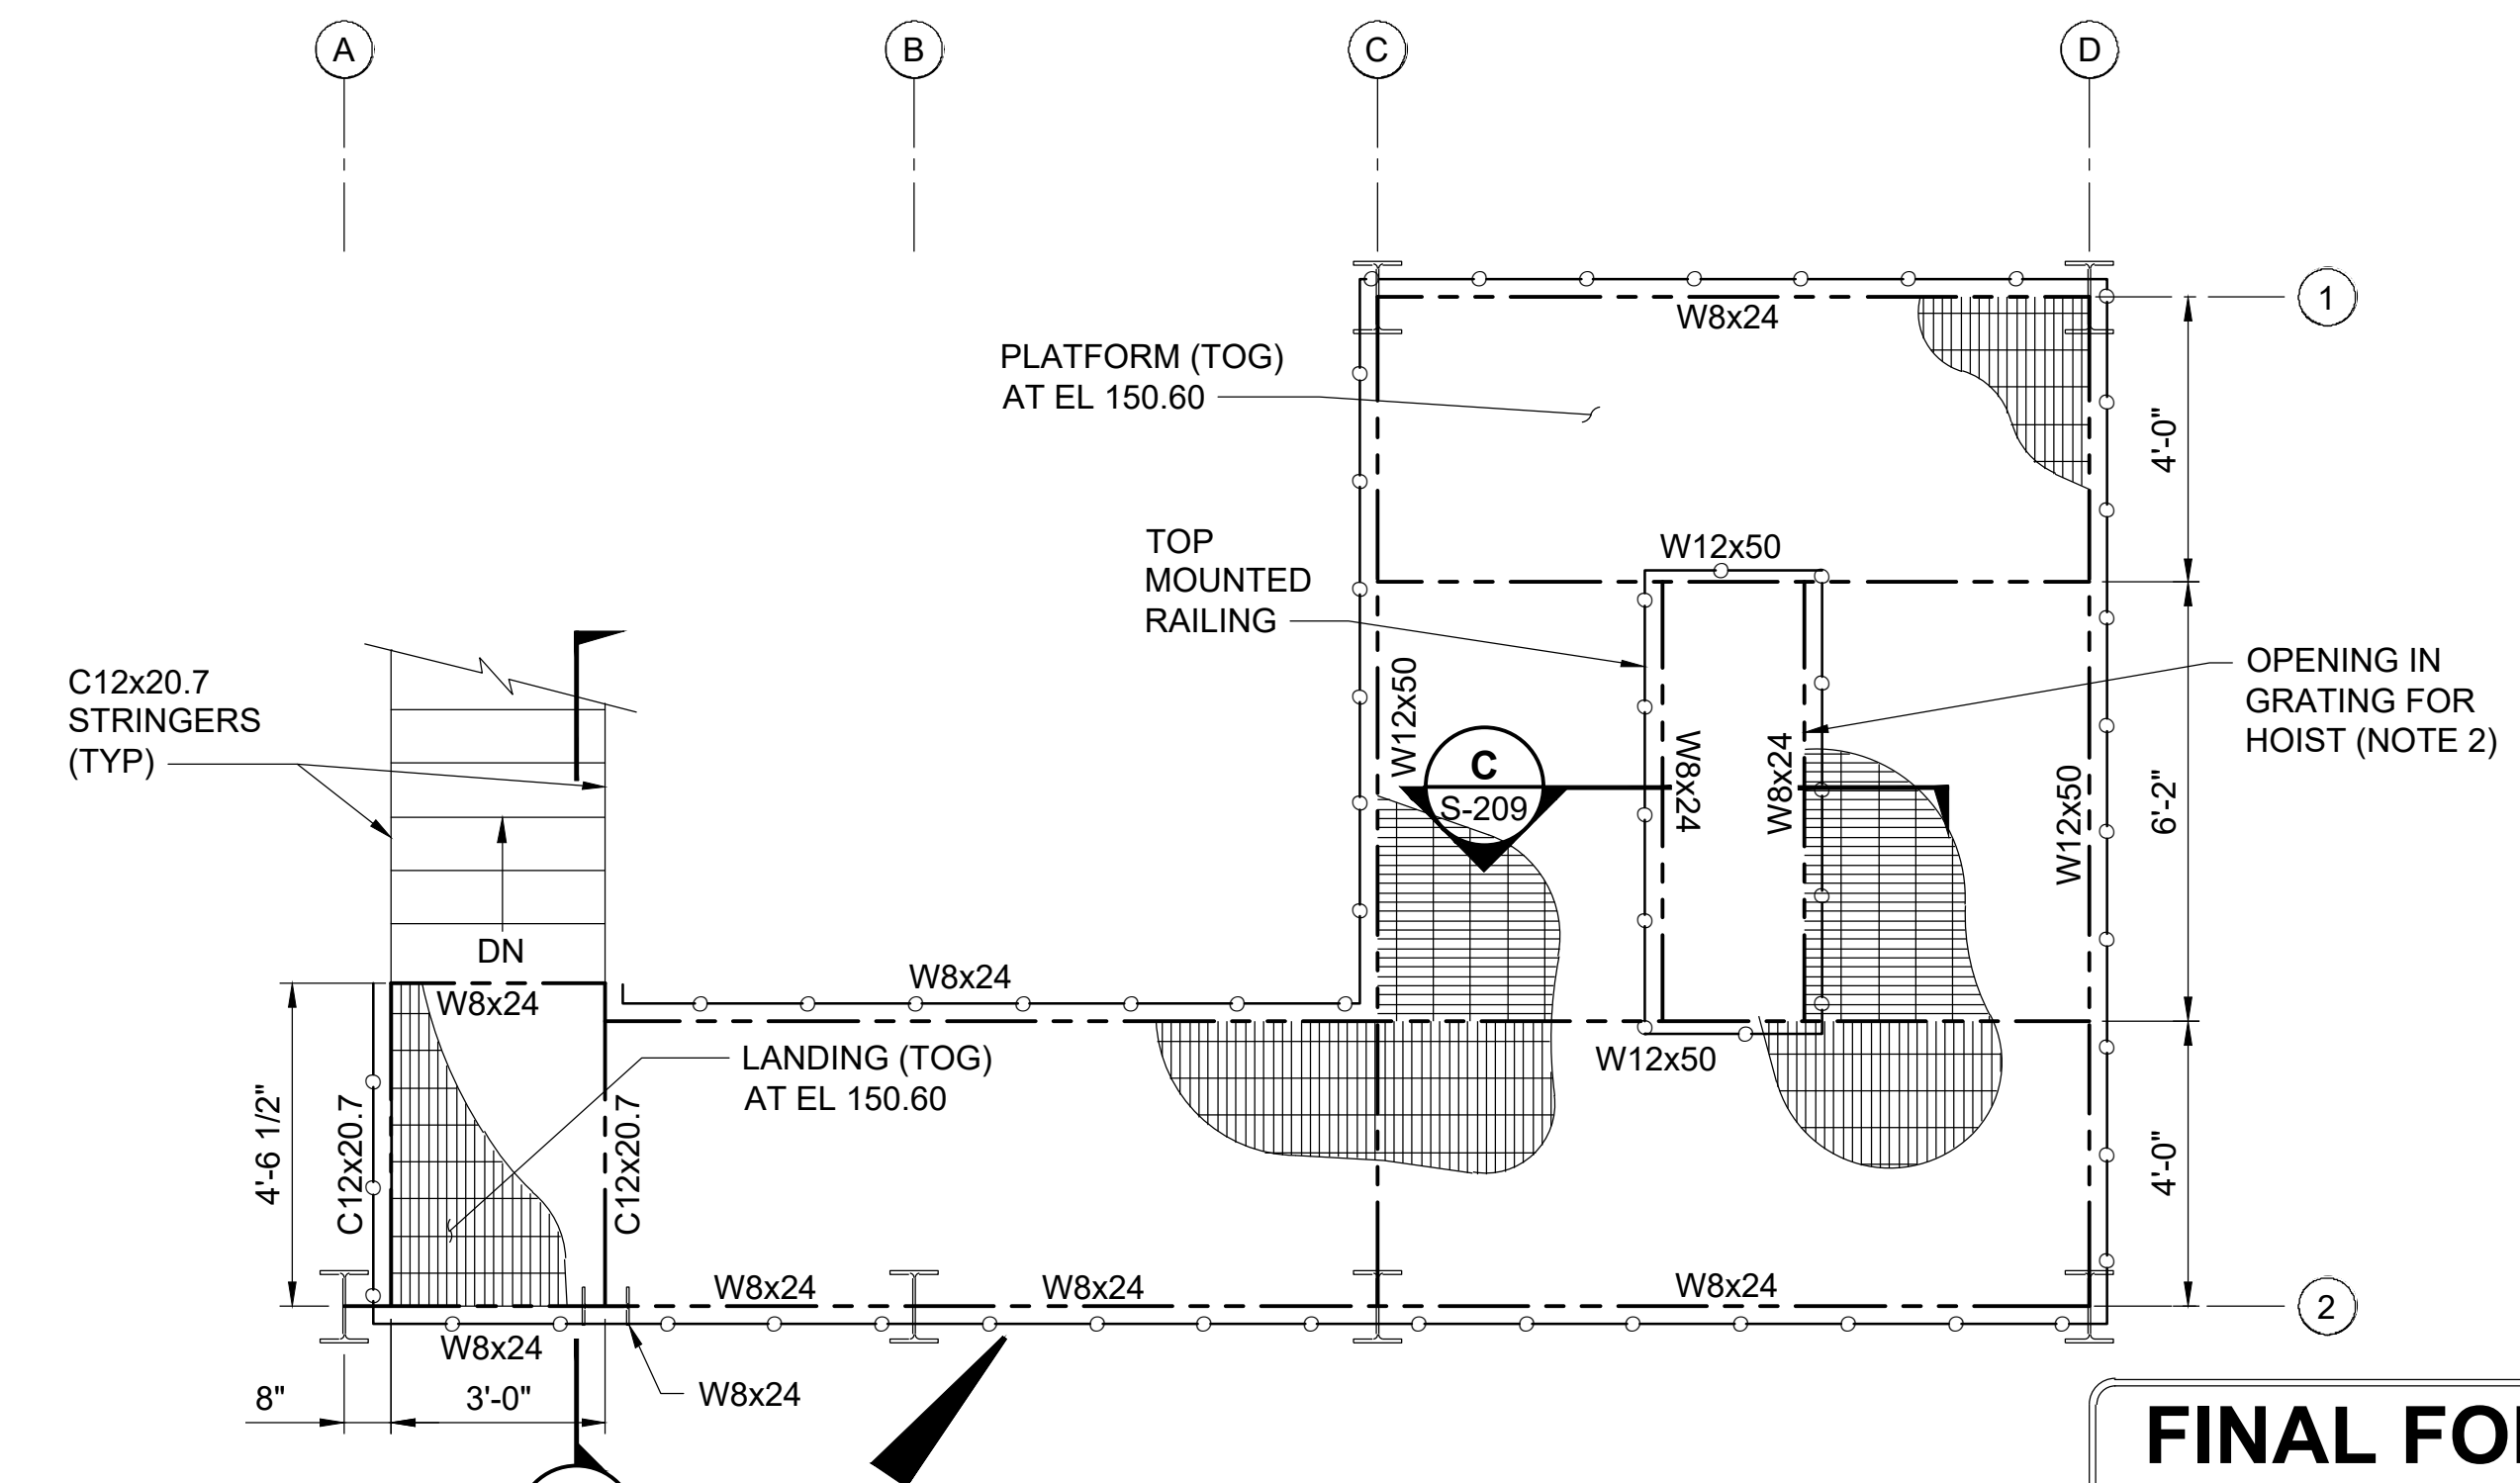 A
B
C
D
1
W8x24
PLATFORM (TOG)
AT EL 150.60
4'-0"
TOP
MOUNTED
RAILING
W12x50
OPENING IN
GRATING FOR
HOIST (NOTE 2)
C12x20.7
STRINGERS
(TYP)
W12x50
C
S-209
W8x24
W8x24
W12x50
6'-2"
DN
W8x24
W8x24
LANDING (TOG)
AT EL 150.60
W12x50
4'-6 1/2"
C12x20.7
C12x20.7
4'-0"
W8x24
W8x24
W8x24
2
W8x24
W8x24
8"
3'-0"
FINAL FO